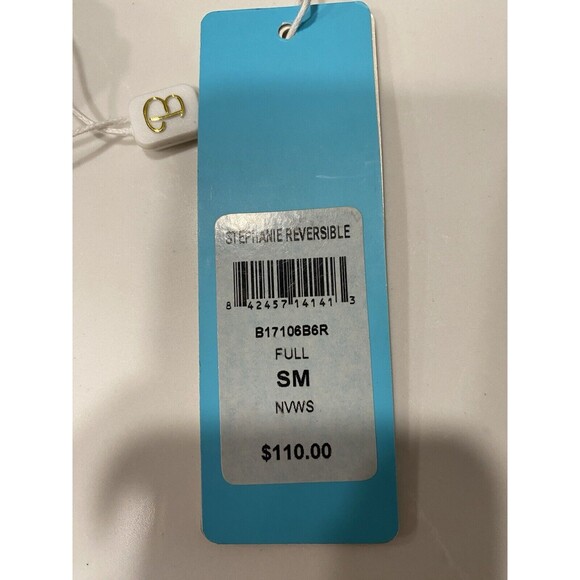 STEPHANIE REVERSIBLE
8 42457 14141 3
B17106B6R
FULL
SM
NVWS
$110.00